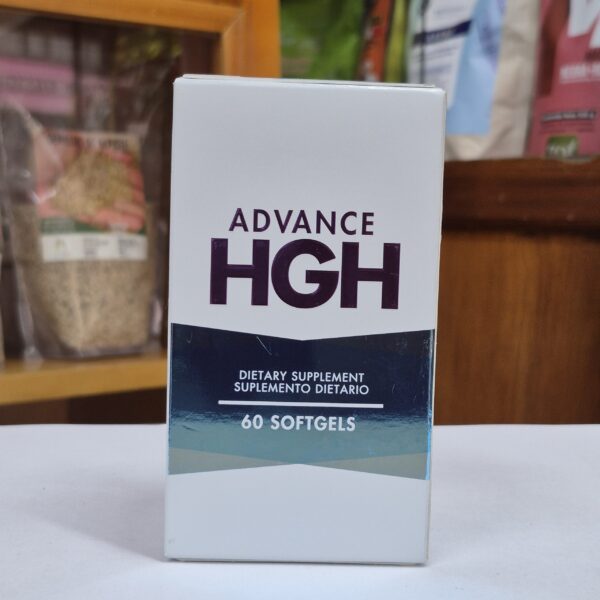 ADVANCE
HGH
DIETARY SUPPLEMENT
SUPLEMENTO DIETARIO
60 SOFTGELS